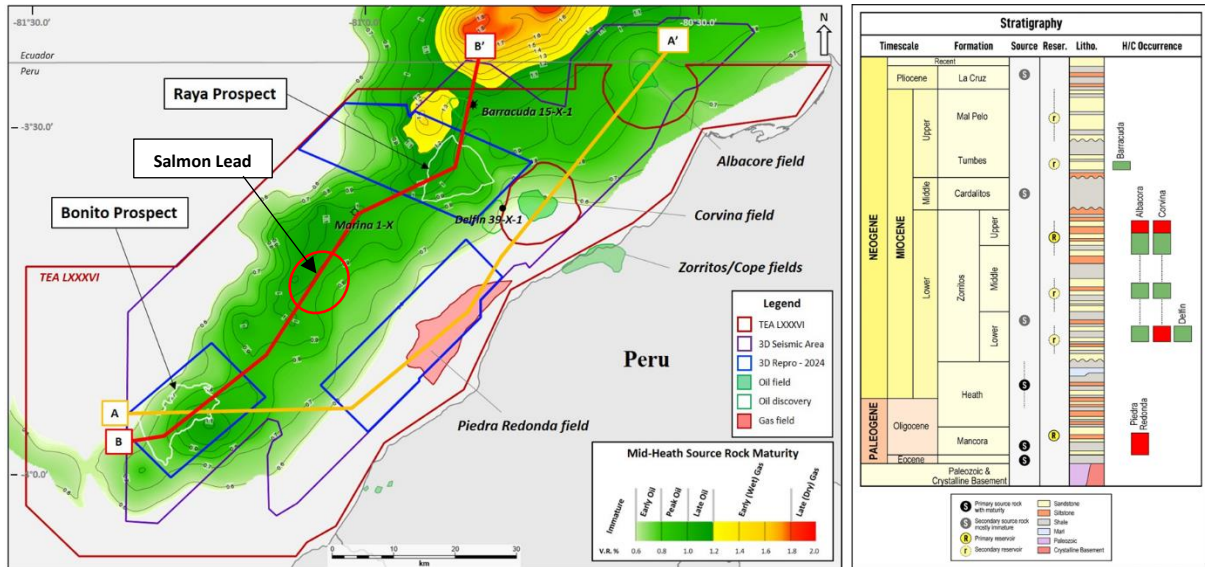 -81°30.0'
-81°0.0'
-80°30.0'
N
B'
A'
Ecuador
Peru
Raya Prospect
Barracuda 15-X-1
-3°30.0'
Salmon Lead
Albacore field
Bonito Prospect
Marina 1-X
Delfin 39-X-1
Corvina field
Zorritos/Cope fields
TEA LXXXVI
Peru
Legend
TEA LXXXVI
3D Seismic Area
3D Repro - 2024
Oil field
Oil discovery
Gas field
A
B
Piedra Redonda field
-4°0.0'
Mid-Heath Source Rock Maturity
Immature
Early Oil
Peak Oil
Late Oil
Early (Wet) Gas
Late (Dry) Gas
V.R. %
0.6
0.8
1.0
1.2
1.4
1.6
1.8
2.0
0
10
20
30
km
Stratigraphy
Timescale
Formation
Source
Reser.
Litho.
H/C Occurrence
Recent
Pliocene
La Cruz
S
NEOGENE
MIOCENE
Upper
Mal Pelo
r
Tumbes
r
Barracuda
Middle
Cardalitos
S
Albacora
Corvina
Lower
Zorritos
Upper
R
Middle
r
Delfin
Lower
S
r
Heath
S
PALEOGENE
Oligocene
Mancora
R
S
Piedra
Redonda
Eocene
S
Paleozoic &
Crystalline Basement
S
Primary source rock
with maturity
S
Secondary source rock
mostly immature
R
Primary reservoir
r
Secondary reservoir
Sandstone
Siltstone
Shale
Marl
Paleozoic
Crystalline Basement